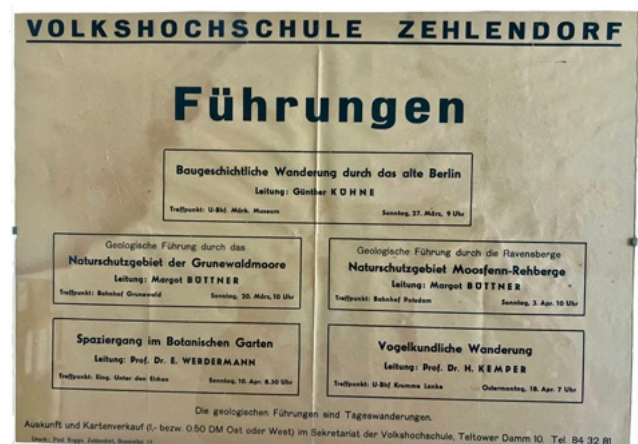 VOLKSHOCHSCHULE ZEHLENDORF
Führungen
Baugeschichtliche Wanderung durch das alte Berlin
Leitung: Günther KÜHNE
Treffpunkt: U-Bhf. Märk. Museum Sonntag, 27. März, 9 Uhr
Geologische Führung durch das
Naturschutzgebiet der Grunewaldmoore
Leitung: Margot BÜTTNER
Treffpunkt: Bahnhof Grunewald Sonntag, 20. März, 10 Uhr
Geologische Führung durch die Ravensberge
Naturschutzgebiet Moosfenn-Rehberge
Leitung: Margot BÜTTNER
Treffpunkt: Bahnhof Potsdam Sonntag, 3. Apr. 10 Uhr
Spaziergang im Botanischen Garten
Leitung: Prof. Dr. E. WERDERMANN
Treffpunkt: Eing. Unter den Eichen Sonntag, 10. Apr. 8.30 Uhr
Vogelkundliche Wanderung
Leitung: Prof. Dr. H. KEMPER
Treffpunkt: U-Bhf Krumme Lanke Ostermontag, 18. Apr. 7 Uhr
Die geologischen Führungen sind Tageswanderungen.
Auskunft und Kartenverkauf (1,- bezw. 0.50 DM Ost oder West) im Sekretariat der Volkshochschule, Teltower Damm 10. Tel. 84 32 81
Druck: Zehlendorf,